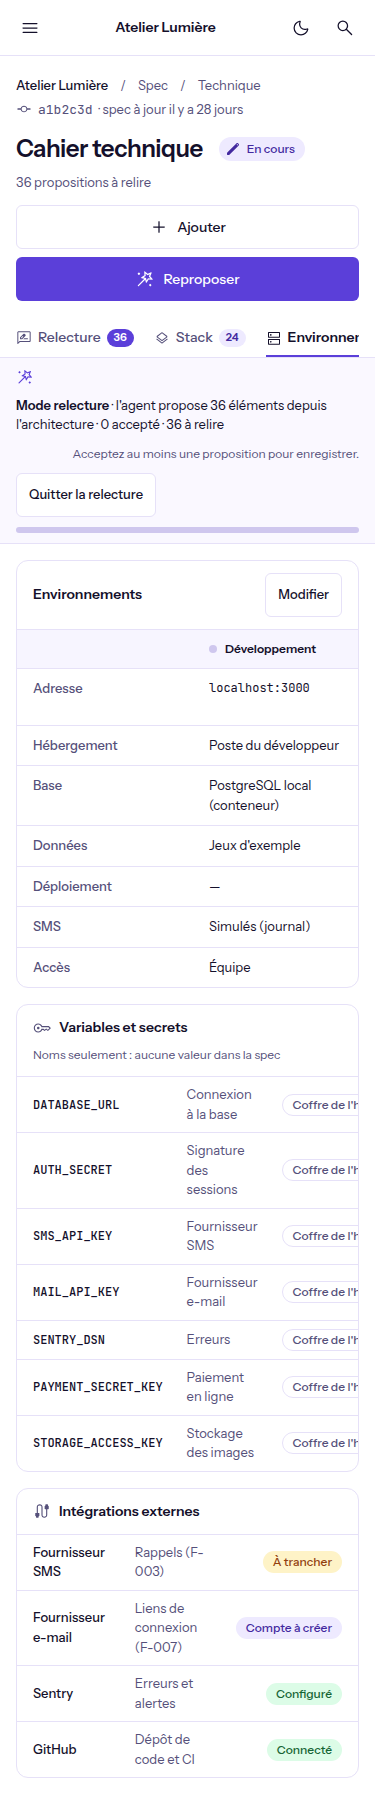 Atelier Lumière
Atelier Lumière / Spec / Technique
a1b2c3d · spec à jour il y a 28 jours
Cahier technique
En cours
36 propositions à relire
Ajouter
Reproposer
Relecture 36 Stack 24 Environner
Mode relecture · l'agent propose 36 éléments depuis
l'architecture · 0 accepté · 36 à relire
Acceptez au moins une proposition pour enregistrer.
Quitter la relecture
Environnements
Modifier
Développement
Adresse localhost:3000
Hébergement Poste du développeur
Base PostgreSQL local
(conteneur)
Données Jeux d'exemple
Déploiement —
SMS Simulés (journal)
Accès Équipe
Variables et secrets
Noms seulement : aucune valeur dans la spec
DATABASE_URL Connexion
à la base Coffre de l'h
AUTH_SECRET Signature
des
sessions Coffre de l'h
SMS_API_KEY Fournisseur
SMS Coffre de l'h
MAIL_API_KEY Fournisseur
e-mail Coffre de l'h
SENTRY_DSN Erreurs Coffre de l'h
PAYMENT_SECRET_KEY Paiement
en ligne Coffre de l'h
STORAGE_ACCESS_KEY Stockage
des images Coffre de l'h
Intégrations externes
Fournisseur
SMS
Rappels (F-
003)
À trancher
Fournisseur
e-mail
Liens de
connexion
(F-007)
Compte à créer
Sentry
Erreurs et
alertes
Configuré
GitHub
Dépôt de
code et CI
Connecté